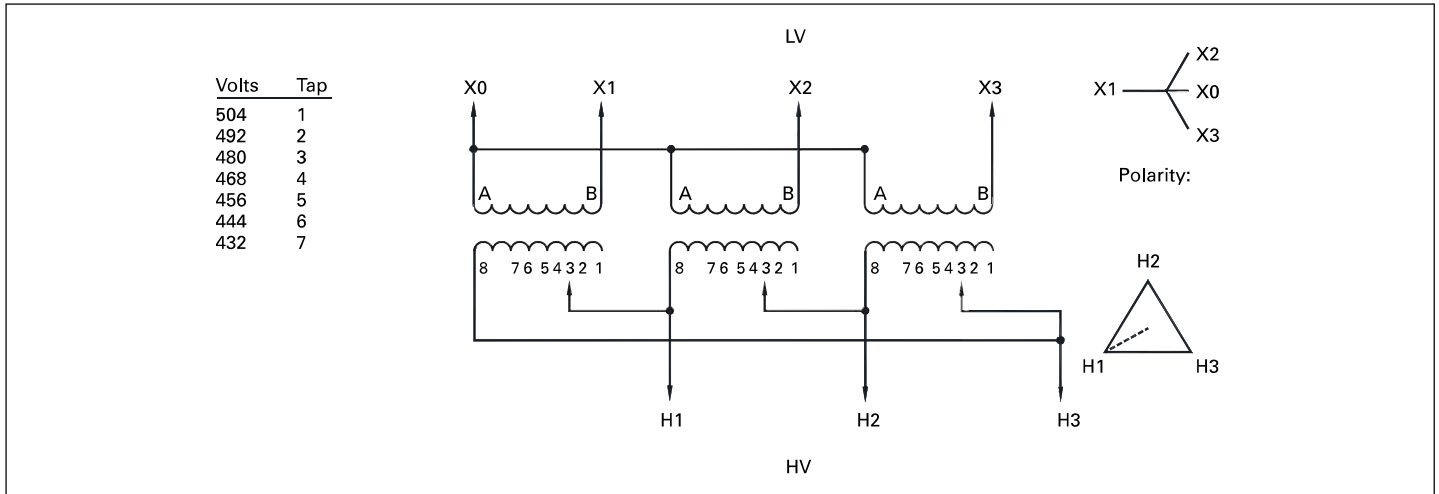 LV
Volts Tap
504 1
492 2
480 3
468 4
456 5
444 6
432 7
X0 X1 X2 X3
A B A B A B
8 7 6 5 4 3 2 1 8 7 6 5 4 3 2 1 8 7 6 5 4 3 2 1
H1 H2 H3
HV
X2
X1 X0
X3
Polarity:
H2
H1 H3